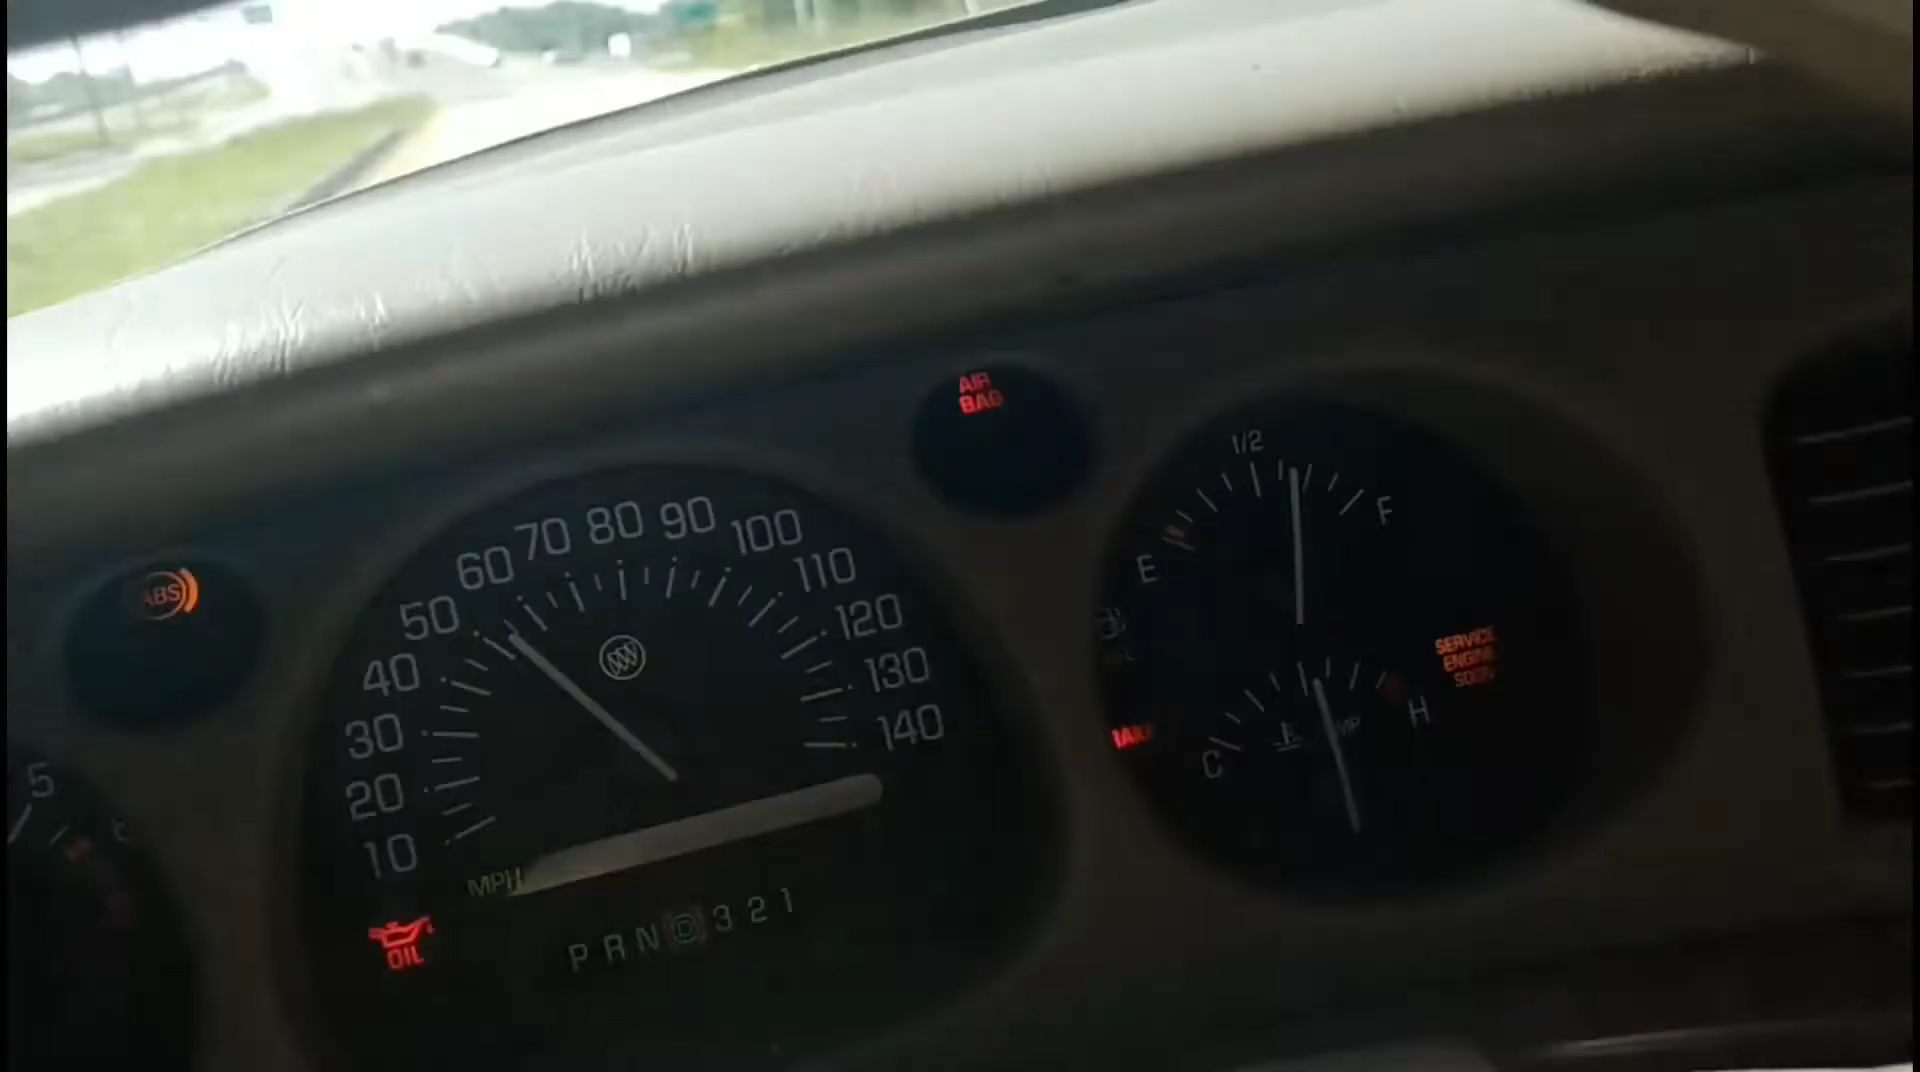 AIR
BAG
ABS
1/2
E
F
10
20
30
40
50
60
70
80
90
100
110
120
130
140
MPH
SERVICE
ENGINE
SOON
C
H
5
OIL
P R N D 3 2 1